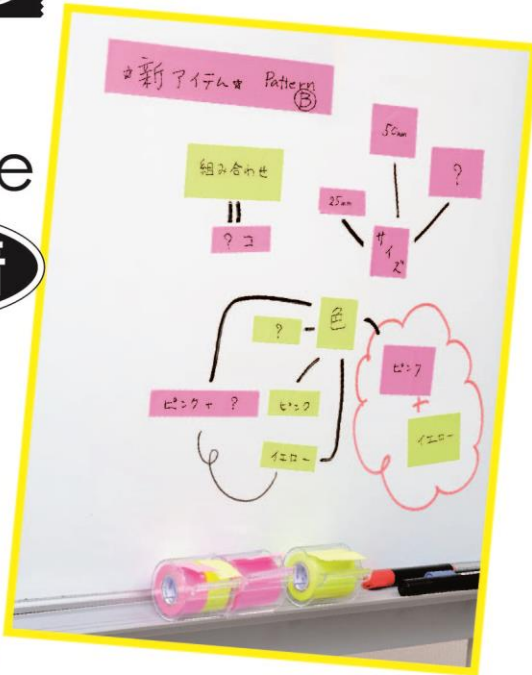 e
☆新アイテム☆ Pattern
Ⓑ
50mm
組み合わせ
?
25mm
? コ
サイズ
色
?
ピンク
ピンク+ ?
ピンク
+
イエロー
イエロー